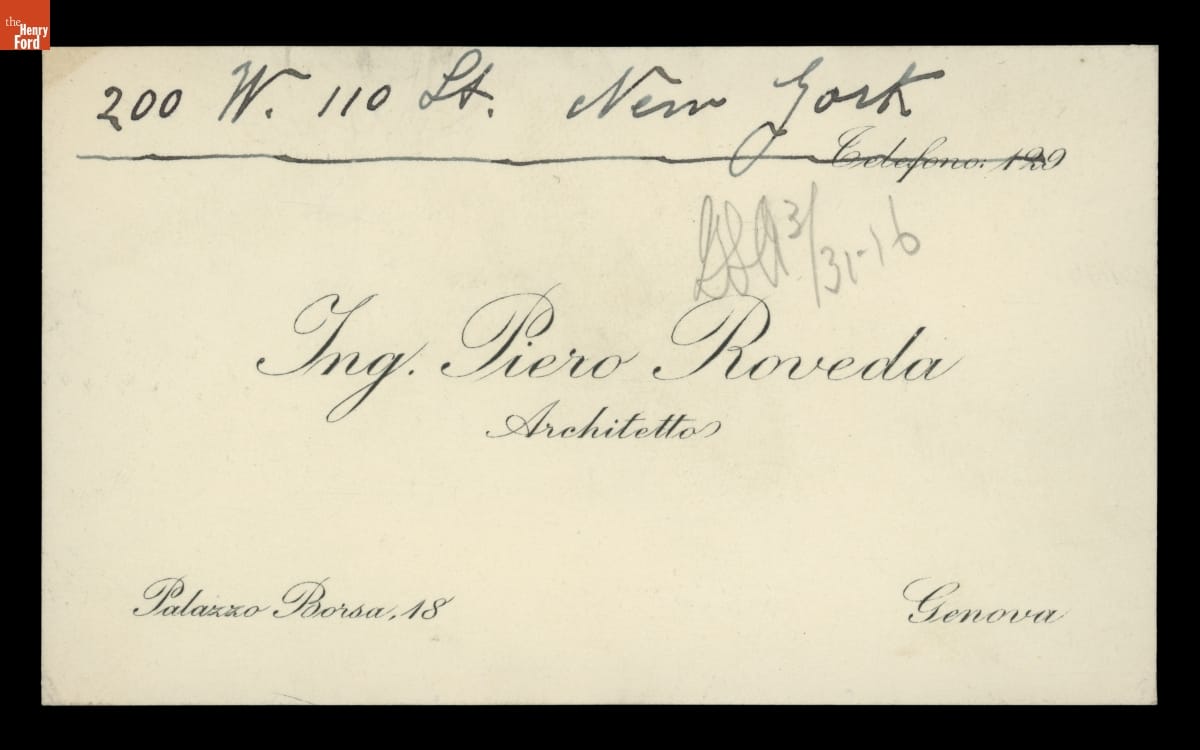 the
Henry
Ford
200 W. 110 St. New York
Telefono: 129
3/31-16
Ing. Piero Roveda
Architetto
Palazzo Borsa, 18
Genova